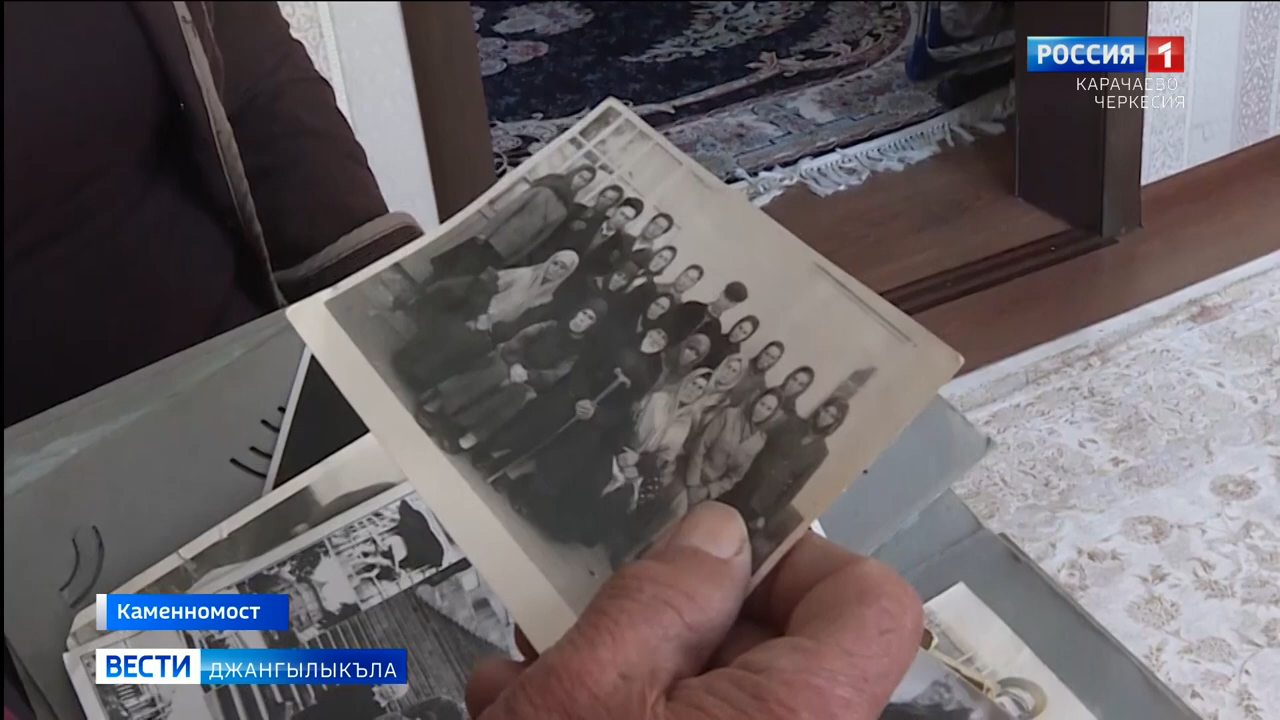 РОССИЯ 1
КАРАЧАЕВО
ЧЕРКЕСИЯ
Каменномост
ВЕСТИ ДЖАНГЫЛЫКЪЛА